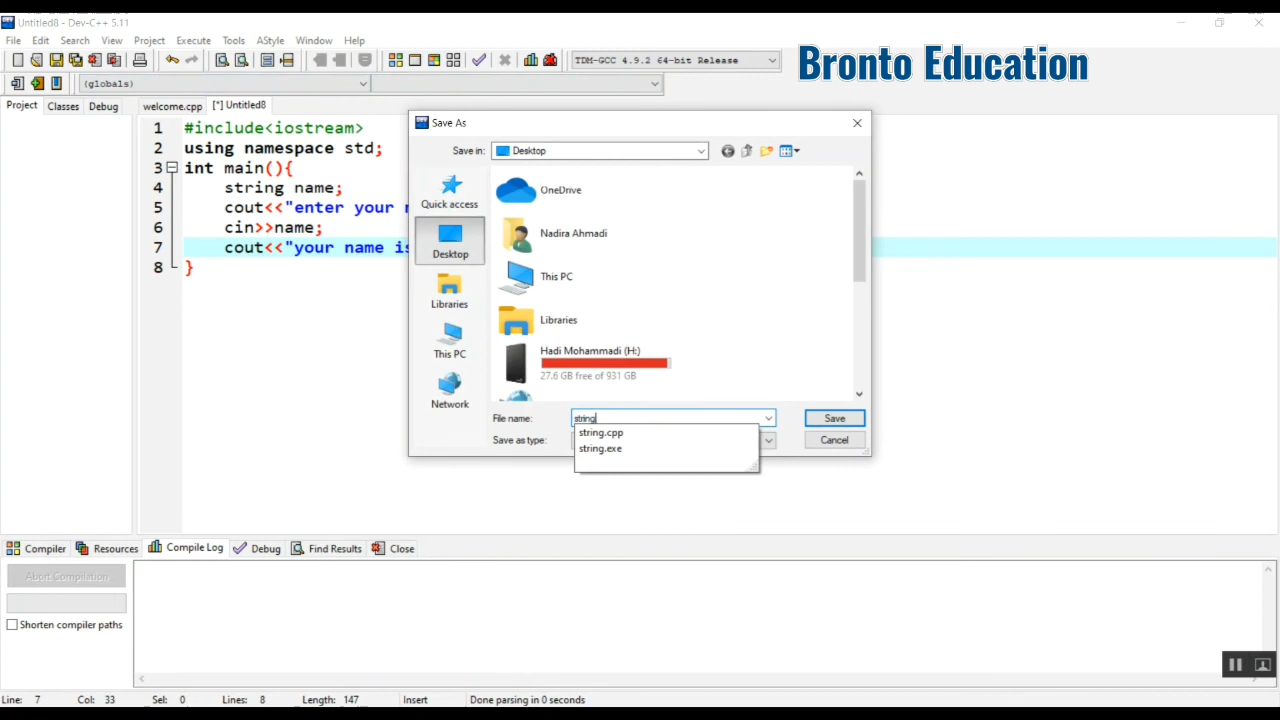 Untitled8 - Dev-C++ 5.11
File Edit Search View Project Execute Tools AStyle Window Help
TDM-GCC 4.9.2 64-bit Release
Bronto Education
(globals)
Project Classes Debug
welcome.cpp [*] Untitled8
1 #include<iostream>
2 using namespace std;
3 int main(){
4 string name;
5 cout<<"enter your
6 cin>>name;
7 cout<<"your name is
8 }
Save As
Save in: Desktop
Quick access
Desktop
Libraries
This PC
Network
OneDrive
Nadira Ahmadi
This PC
Libraries
Hadi Mohammadi (H:)
27.6 GB free of 931 GB
File name: string Save
string.cpp
Save as type: Cancel
string.exe
Compiler Resources Compile Log Debug Find Results Close
Abort Compilation
Shorten compiler paths
Line: 7 Col: 33 Sel: 0 Lines: 8 Length: 147 Insert Done parsing in 0 seconds